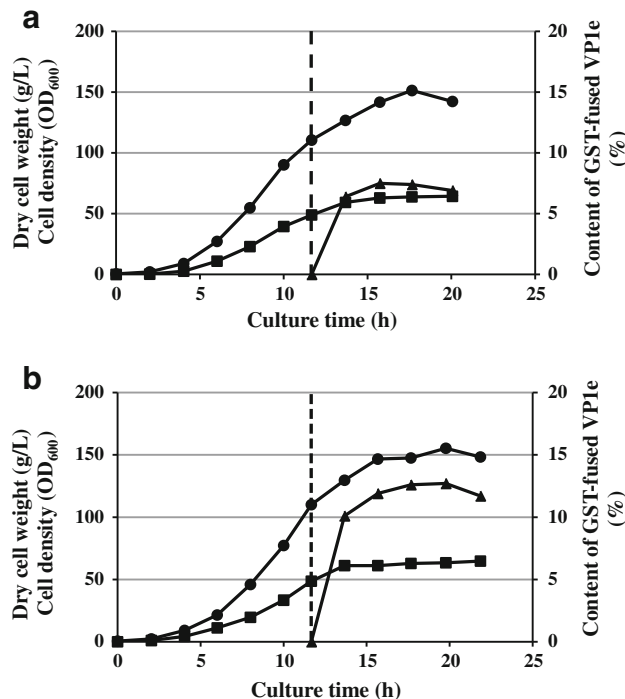 a
Dry cell weight (g/L)
Cell density (OD600)
200
150
100
50
0
20
15
10
5
0
Content of GST-fused VP1e
(%)
0 5 10 15 20 25
Culture time (h)
b
Dry cell weight (g/L)
Cell density (OD600)
200
150
100
50
0
20
15
10
5
0
Content of GST-fused VP1e
(%)
0 5 10 15 20 25
Culture time (h)